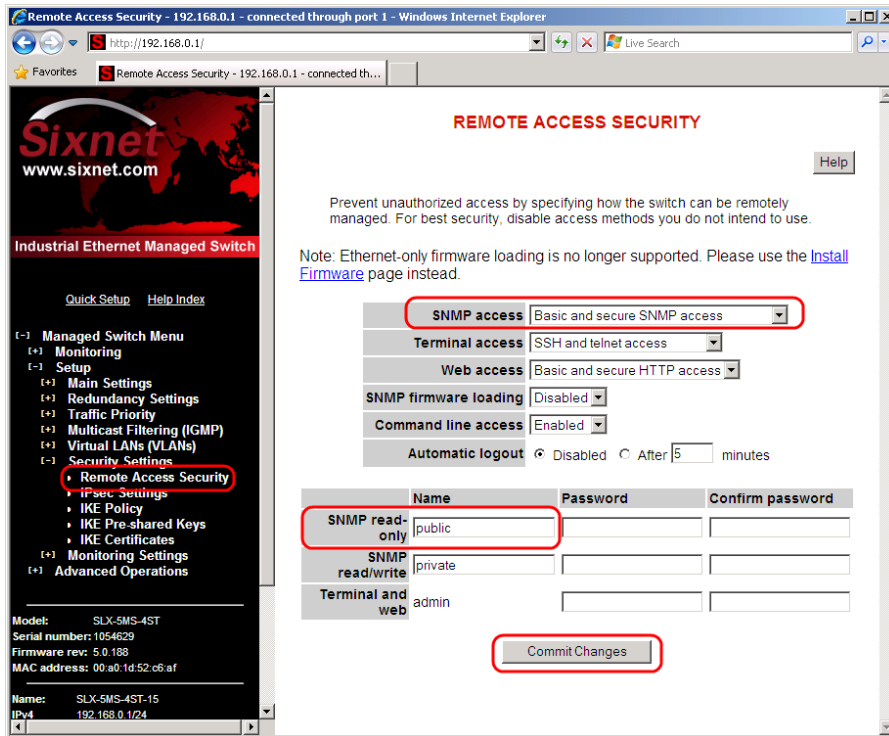 Remote Access Security - 192.168.0.1 - connected through port 1 - Windows Internet Explorer
http://192.168.0.1/
Live Search
Favorites
Remote Access Security - 192.168.0.1 - connected th...
Sixnet
www.sixnet.com
Industrial Ethernet Managed Switch
Quick Setup Help Index
[-] Managed Switch Menu
[+] Monitoring
[-] Setup
[+] Main Settings
[+] Redundancy Settings
[+] Traffic Priority
[+] Multicast Filtering (IGMP)
[+] Virtual LANs (VLANs)
[-] Security Settings
Remote Access Security
IPsec Settings
IKE Policy
IKE Pre-shared Keys
IKE Certificates
[+] Monitoring Settings
[+] Advanced Operations
Model: SLX-5MS-4ST
Serial number: 1054629
Firmware rev: 5.0.188
MAC address: 00:a0:1d:52:c6:af
Name: SLX-5MS-4ST-15
IPv4 192.168.0.1/24
REMOTE ACCESS SECURITY
Help
Prevent unauthorized access by specifying how the switch can be remotely
managed. For best security, disable access methods you do not intend to use.
Note: Ethernet-only firmware loading is no longer supported. Please use the Install
Firmware page instead.
SNMP access Basic and secure SNMP access
Terminal access SSH and telnet access
Web access Basic and secure HTTP access
SNMP firmware loading Disabled
Command line access Enabled
Automatic logout Disabled After 5 minutes
Name Password Confirm password
SNMP read-
only public
SNMP
read/write private
Terminal and
web admin
Commit Changes